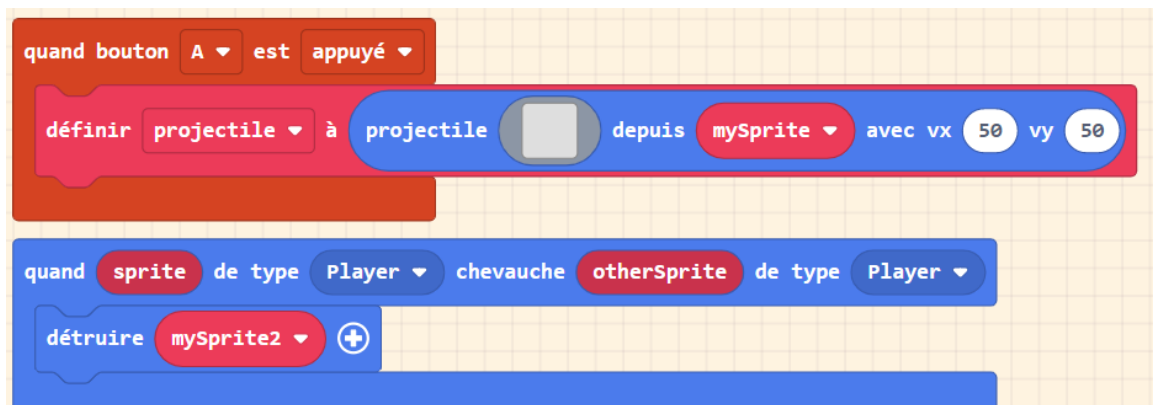 quand bouton A est appuyé
définir projectile à projectile depuis mySprite avec vx 50 vy 50
quand sprite de type Player chevauche otherSprite de type Player
détruire mySprite2